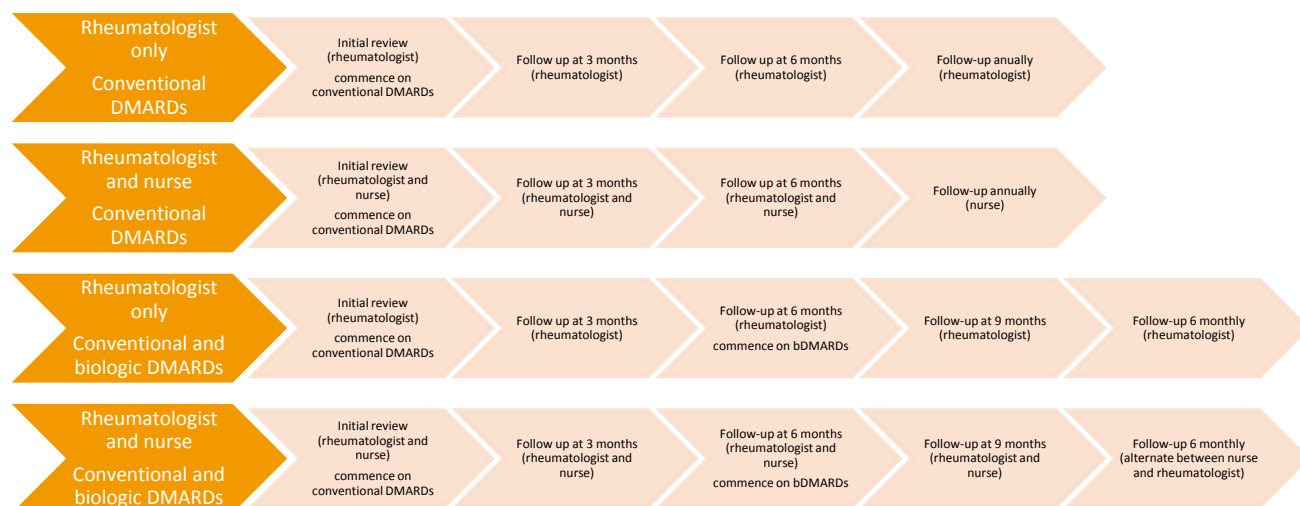 Rheumatologist
only
Conventional
DMARDs
Initial review
(rheumatologist)
commence on
conventional DMARDs
Follow up at 3 months
(rheumatologist)
Follow up at 6 months
(rheumatologist)
Follow-up anually
(rheumatologist)
Rheumatologist
and nurse
Conventional
DMARDs
Initial review
(rheumatologist and
nurse)
commence on
conventional DMARDs
Follow up at 3 months
(rheumatologist and
nurse)
Follow up at 6 months
(rheumatologist and
nurse)
Follow-up annually
(nurse)
Rheumatologist
only
Conventional and
biologic DMARDs
Initial review
(rheumatologist)
commence on
conventional DMARDs
Follow up at 3 months
(rheumatologist)
Follow-up at 6 months
(rheumatologist)
commence on bDMARDs
Follow-up at 9 months
(rheumatologist)
Follow-up 6 monthly
(rheumatologist)
Rheumatologist
and nurse
Conventional and
biologic DMARDs
Initial review
(rheumatologist and
nurse)
commence on
conventional DMARDs
Follow up at 3 months
(rheumatologist and
nurse)
Follow-up at 6 months
(rheumatologist and
nurse)
commence on bDMARDs
Follow-up at 9 months
(rheumatologist and
nurse)
Follow-up 6 monthly
(alternate between nurse
and rheumatologist)